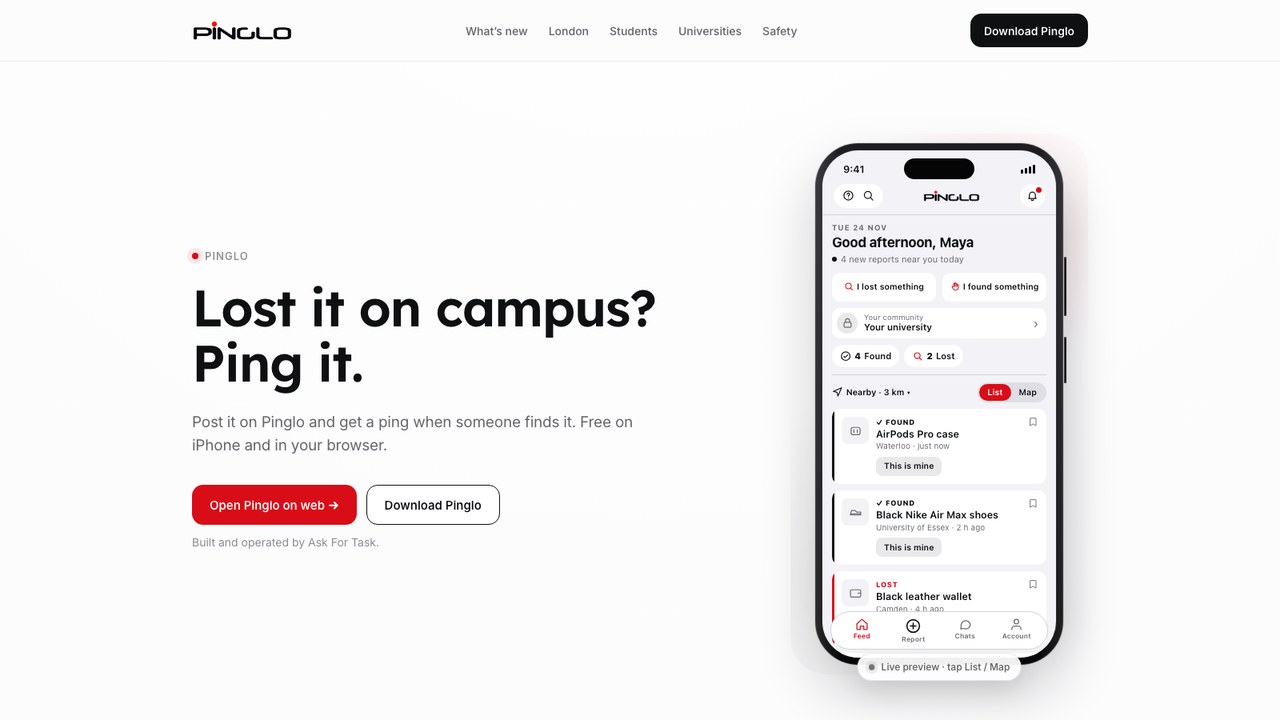 PiNGLO
What's new
London
Students
Universities
Safety
Download Pinglo
PINGLO
Lost it on campus?
Ping it.
Post it on Pinglo and get a ping when someone finds it. Free on
iPhone and in your browser.
Open Pinglo on web →
Download Pinglo
Built and operated by Ask For Task.
9:41
PiNGLO
TUE 24 NOV
Good afternoon, Maya
4 new reports near you today
I lost something
I found something
Your community
Your university
4 Found
2 Lost
Nearby · 3 km
List
Map
✓ FOUND
AirPods Pro case
Waterloo · just now
This is mine
✓ FOUND
Black Nike Air Max shoes
University of Essex · 2 h ago
This is mine
LOST
Black leather wallet
Camden · 4 h ago
Feed
Report
Chats
Account
Live preview · tap List / Map